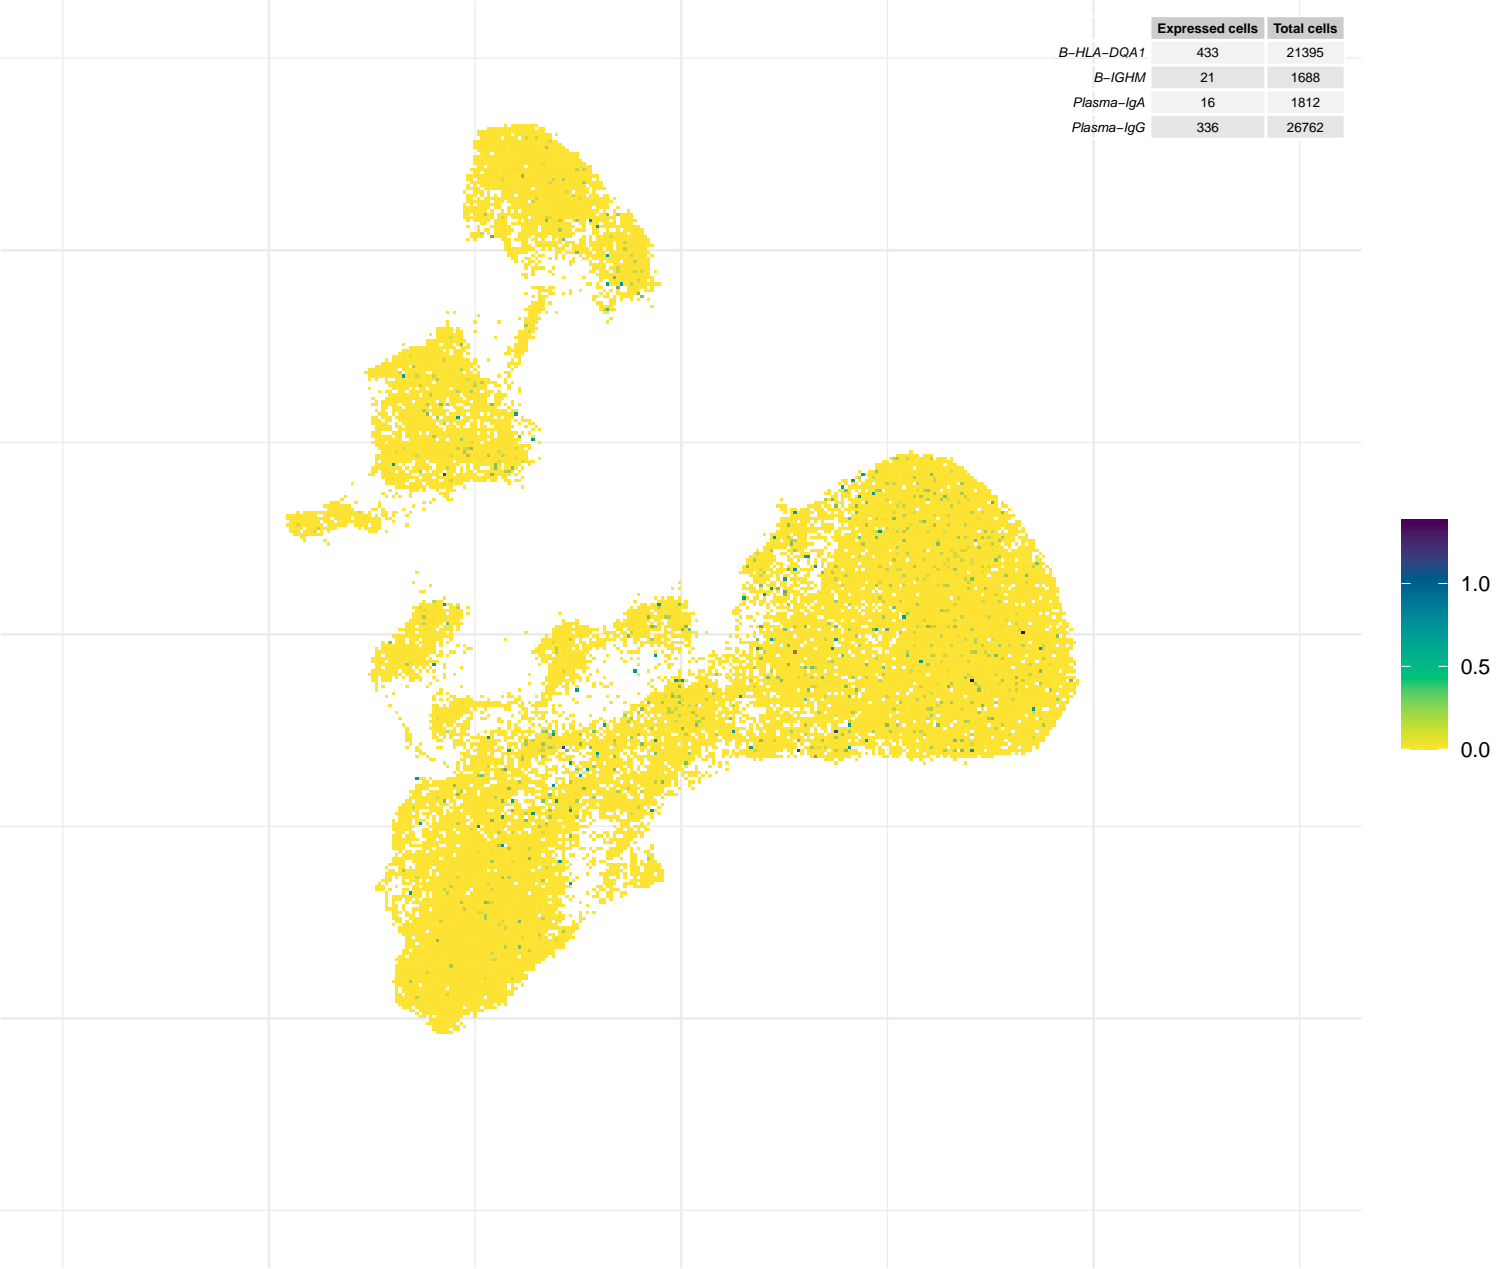 Expressed cells Total cells
B−HLA−DQA1 433 21395
B−IGHM 21 1688
Plasma−IgA 16 1812
Plasma−IgG 336 26762
1.0
0.5
0.0